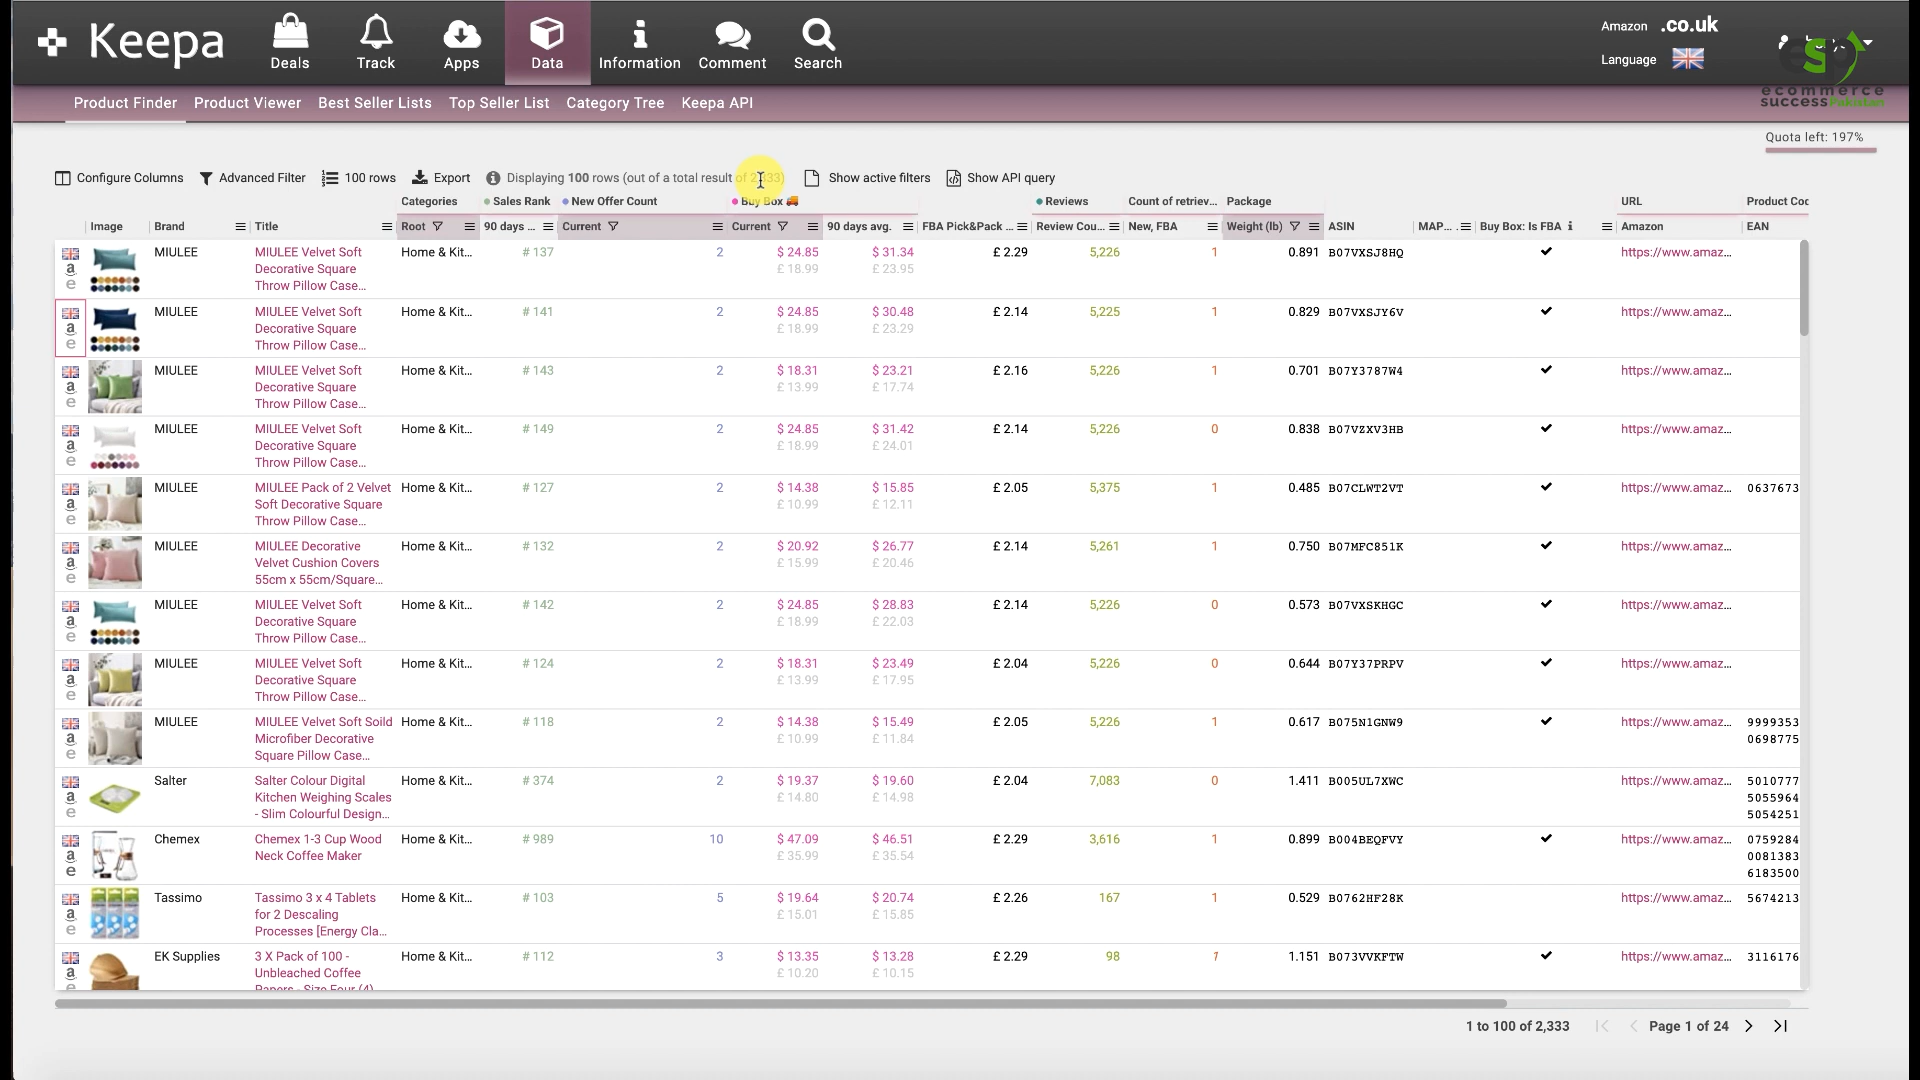 Keepa
Deals
Track
Apps
Data
Information
Comment
Search
Amazon .co.uk
Language
ecommerce
success Pakistan
Product Finder Product Viewer Best Seller Lists Top Seller List Category Tree Keepa API
Quota left: 197%
Configure Columns Advanced Filter 100 rows Export Displaying 100 rows (out of a total result of 2,333) Show active filters Show API query
Categories Sales Rank New Offer Count Buy Box Reviews Count of retriev... Package URL Product Coc
Image Brand Title Root 90 days ... Current Current 90 days avg. FBA Pick&Pack ... Review Cou... New, FBA Weight (lb) ASIN MAP... Buy Box: Is FBA Amazon EAN
MIULEE MIULEE Velvet Soft Home & Kit... # 137 2 $ 24.85 $ 31.34 £ 2.29 5,226 1 0.891 B07VXSJ8HQ https://www.amaz...
Decorative Square £ 18.99 £ 23.95
Throw Pillow Case...
MIULEE MIULEE Velvet Soft Home & Kit... # 141 2 $ 24.85 $ 30.48 £ 2.14 5,225 1 0.829 B07VXSJY6V https://www.amaz...
Decorative Square £ 18.99 £ 23.29
Throw Pillow Case...
MIULEE MIULEE Velvet Soft Home & Kit... # 143 2 $ 18.31 $ 23.21 £ 2.16 5,226 1 0.701 B07Y3787W4 https://www.amaz...
Decorative Square £ 13.99 £ 17.74
Throw Pillow Case...
MIULEE MIULEE Velvet Soft Home & Kit... # 149 2 $ 24.85 $ 31.42 £ 2.14 5,226 0 0.838 B07VZXV3HB https://www.amaz...
Decorative Square £ 18.99 £ 24.01
Throw Pillow Case...
MIULEE MIULEE Pack of 2 Velvet Home & Kit... # 127 2 $ 14.38 $ 15.85 £ 2.05 5,375 1 0.485 B07CLWT2VT https://www.amaz... 0637673
Soft Decorative Square £ 10.99 £ 12.11
Throw Pillow Case...
MIULEE MIULEE Decorative Home & Kit... # 132 2 $ 20.92 $ 26.77 £ 2.14 5,261 1 0.750 B07MFC851K https://www.amaz...
Velvet Cushion Covers £ 15.99 £ 20.46
55cm x 55cm/Square...
MIULEE MIULEE Velvet Soft Home & Kit... # 142 2 $ 24.85 $ 28.83 £ 2.14 5,226 0 0.573 B07VXSKHGC https://www.amaz...
Decorative Square £ 18.99 £ 22.03
Throw Pillow Case...
MIULEE MIULEE Velvet Soft Home & Kit... # 124 2 $ 18.31 $ 23.49 £ 2.04 5,226 0 0.644 B07Y37PRPV https://www.amaz...
Decorative Square £ 13.99 £ 17.95
Throw Pillow Case...
MIULEE MIULEE Velvet Soft Soild Home & Kit... # 118 2 $ 14.38 $ 15.49 £ 2.05 5,226 1 0.617 B075N1GNW9 https://www.amaz... 9999353
Microfiber Decorative £ 10.99 £ 11.84 0698775
Square Pillow Case...
Salter Salter Colour Digital Home & Kit... # 374 2 $ 19.37 $ 19.60 £ 2.04 7,083 0 1.411 B005UL7XWC https://www.amaz... 5010777
Kitchen Weighing Scales £ 14.80 £ 14.98 5055964
- Slim Colourful Design... 5054251
Chemex Chemex 1-3 Cup Wood Home & Kit... # 989 10 $ 47.09 $ 46.51 £ 2.29 3,616 1 0.899 B004BEQFVY https://www.amaz... 0759284
Neck Coffee Maker £ 35.99 £ 35.54 0081383
6183500
Tassimo Tassimo 3 x 4 Tablets Home & Kit... # 103 5 $ 19.64 $ 20.74 £ 2.26 167 1 0.529 B0762HF28K https://www.amaz... 5674213
for 2 Descaling £ 15.01 £ 15.85
Processes [Energy Cla...
EK Supplies 3 X Pack of 100 - Home & Kit... # 112 3 $ 13.35 $ 13.28 £ 2.29 98 1 1.151 B073VVKFTW https://www.amaz... 3116176
Unbleached Coffee £ 10.20 £ 10.15
Papers - Size Four (4)
1 to 100 of 2,333 Page 1 of 24